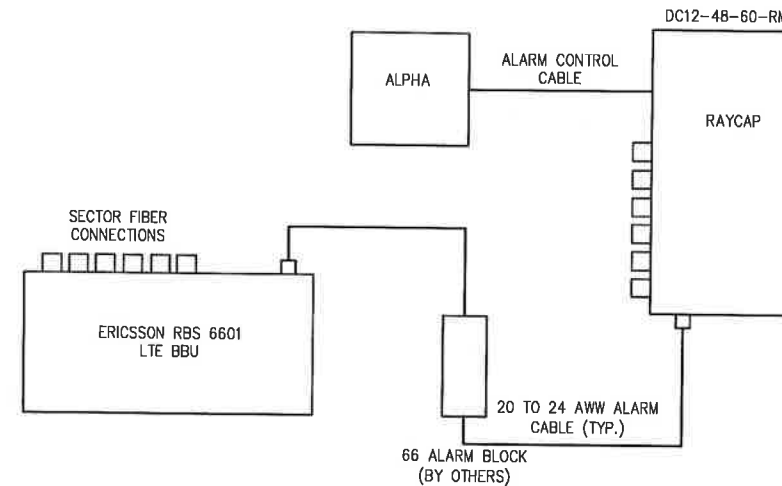 DC12-48-60-RM
ALPHA
ALARM CONTROL
CABLE
RAYCAP
SECTOR FIBER
CONNECTIONS
ERICSSON RBS 6601
LTE BBU
20 TO 24 AWW ALARM
CABLE (TYP.)
66 ALARM BLOCK
(BY OTHERS)